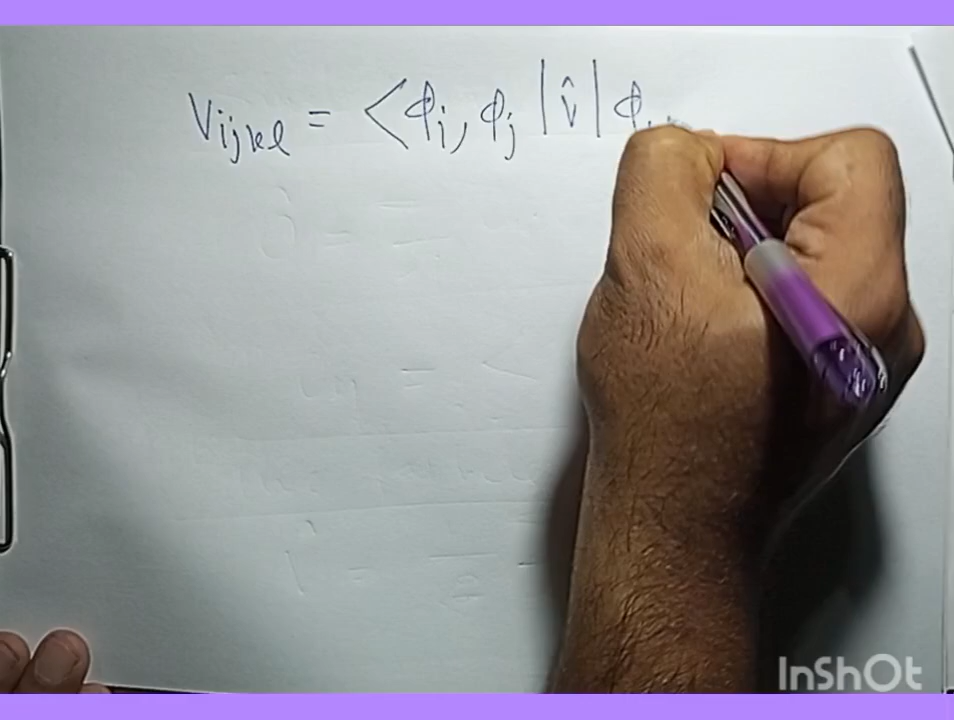 Vijkl = <ϕi, ϕj |v̂| ϕ
InShOt